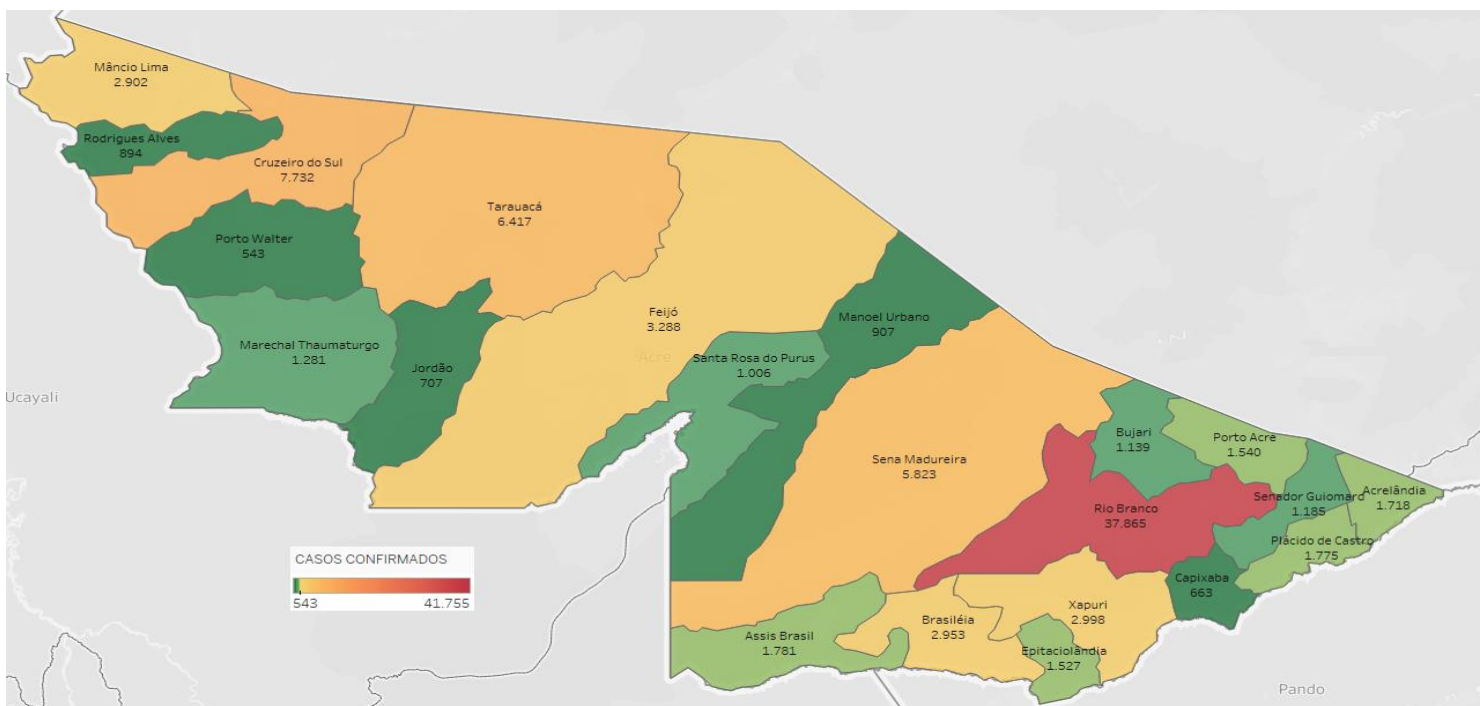 Mâncio Lima
2.902
Rodrigues Alves
894
Cruzeiro do Sul
7.732
Tarauacá
6.417
Porto Walter
543
Feijó
3.288
Manoel Urbano
907
Marechal Thaumaturgo
1.281
Jordão
707
Acre
Santa Rosa do Purus
1.006
Ucayali
Bujari
1.139
Porto Acre
1.540
Sena Madureira
5.823
Rio Branco
37.865
Senador Guiomard
1.185
Acrelândia
1.718
Plácido de Castro
1.775
CASOS CONFIRMADOS
543 41.755
Capixaba
663
Assis Brasil
1.781
Brasiléia
2.953
Xapuri
2.998
Epitaciolândia
1.527
Pando